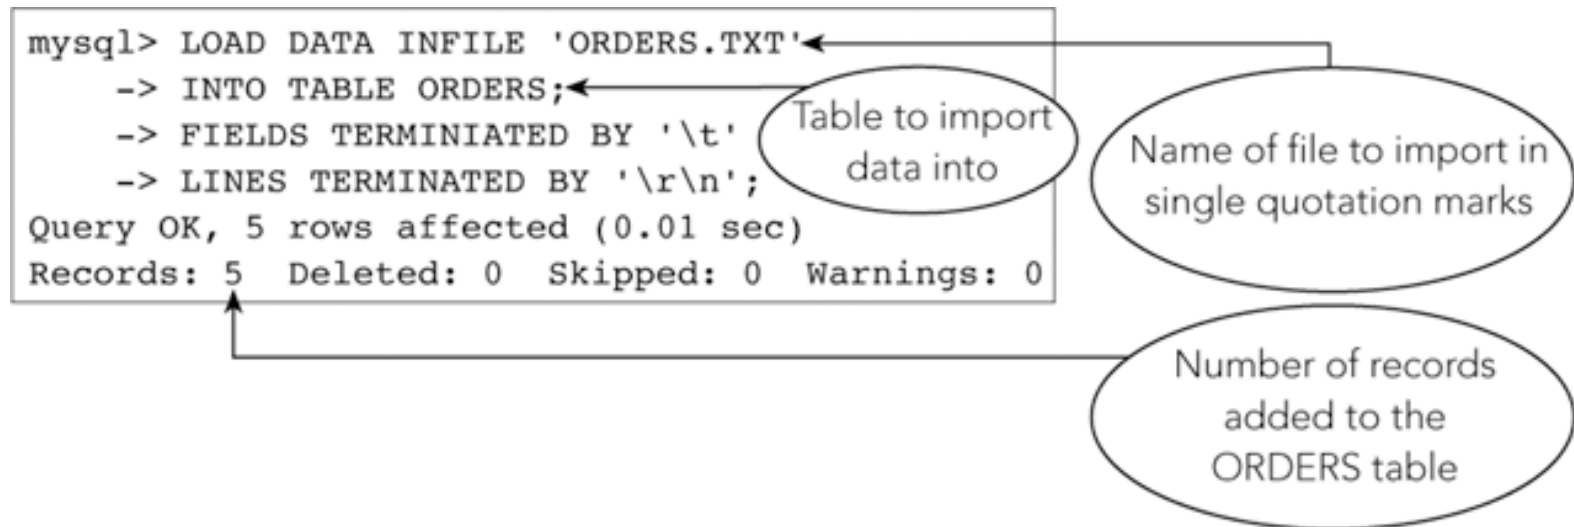 mysql> LOAD DATA INFILE 'ORDERS.TXT'
-> INTO TABLE ORDERS;
-> FIELDS TERMINIATED BY '\t'
-> LINES TERMINATED BY '\r\n';
Query OK, 5 rows affected (0.01 sec)
Records: 5 Deleted: 0 Skipped: 0 Warnings: 0
Table to import
data into
Name of file to import in
single quotation marks
Number of records
added to the
ORDERS table